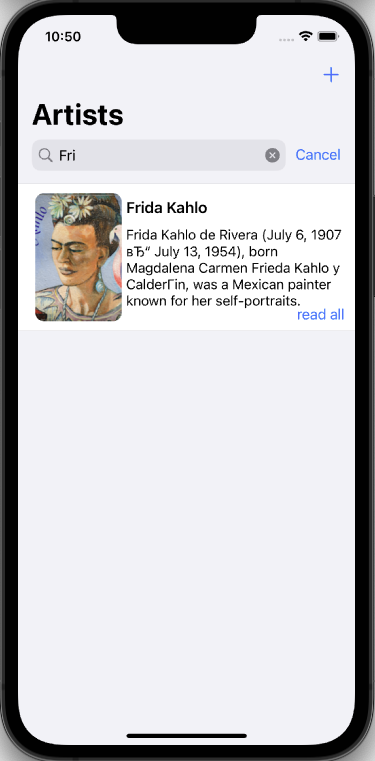 10:50
Artists
Fri
Cancel
Frida Kahlo
Frida Kahlo de Rivera (July 6, 1907
вЂ“ July 13, 1954), born
Magdalena Carmen Frieda Kahlo y
CalderГіn, was a Mexican painter
known for her self-portraits.
read all